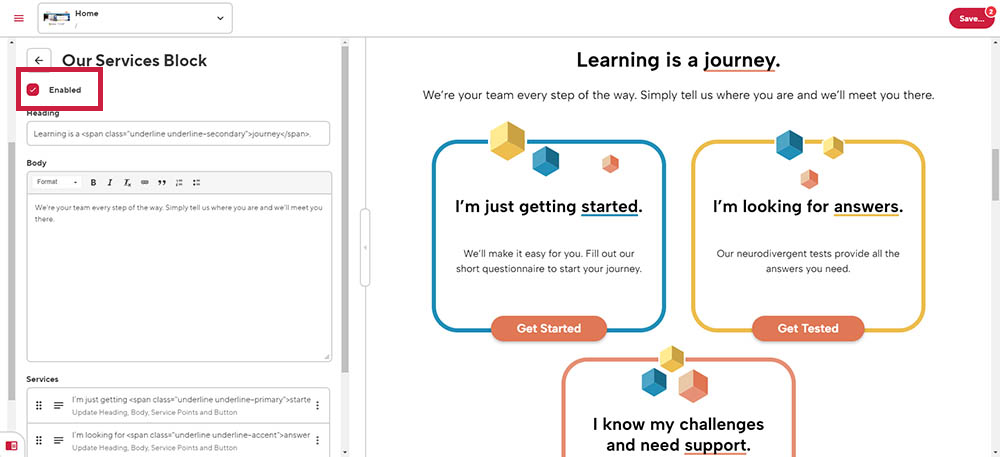 Home
/
Save...
2
Our Services Block
Enabled
Heading
Learning is a <span class="underline underline-secondary">journey</span>.
Body
Format
B I Tx
We're your team every step of the way. Simply tell us where you are and we'll meet you
there.
Services
I'm just getting <span class="underline underline-primary">starte
Update Heading, Body, Service Points and Button
I'm looking for <span class="underline underline-accent">answer
Update Heading, Body, Service Points and Button
Learning is a journey.
We're your team every step of the way. Simply tell us where you are and we'll meet you there.
I'm just getting started.
We'll make it easy for you. Fill out our
short questionnaire to start your journey.
Get Started
I'm looking for answers.
Our neurodivergent tests provide all the
answers you need.
Get Tested
I know my challenges
and need support.